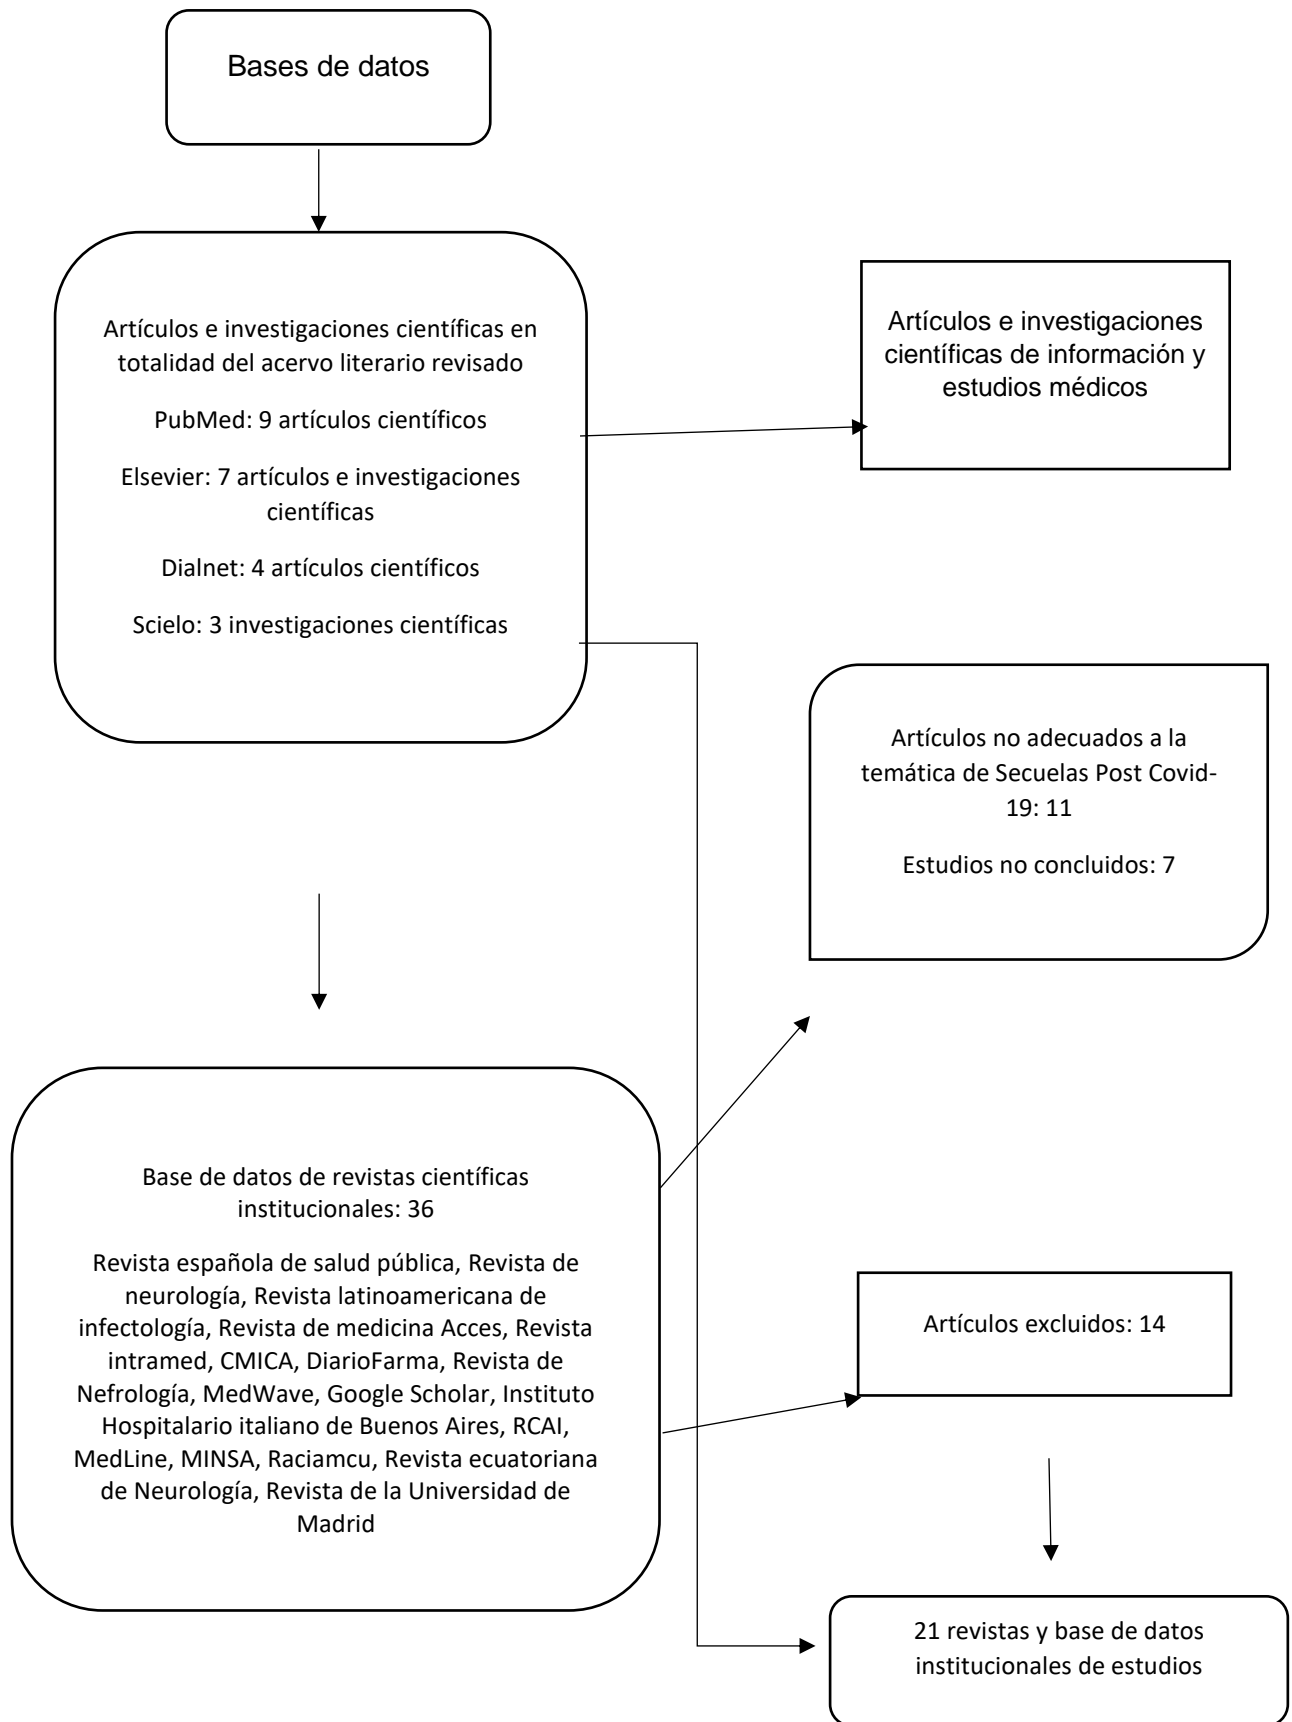 Bases de datos
Artículos e investigaciones científicas en
totalidad del acervo literario revisado
PubMed: 9 artículos científicos
Elsevier: 7 artículos e investigaciones
científicas
Dialnet: 4 artículos científicos
Scielo: 3 investigaciones científicas
Artículos e investigaciones
científicas de información y
estudios médicos
Artículos no adecuados a la
temática de Secuelas Post Covid-
19: 11
Estudios no concluidos: 7
Base de datos de revistas científicas
institucionales: 36
Revista española de salud pública, Revista de
neurología, Revista latinoamericana de
infectología, Revista de medicina Acces, Revista
intramed, CMICA, DiarioFarma, Revista de
Nefrología, MedWave, Google Scholar, Instituto
Hospitalario italiano de Buenos Aires, RCAI,
MedLine, MINSA, Raciamcu, Revista ecuatoriana
de Neurología, Revista de la Universidad de
Madrid
Artículos excluidos: 14
21 revistas y base de datos
institucionales de estudios